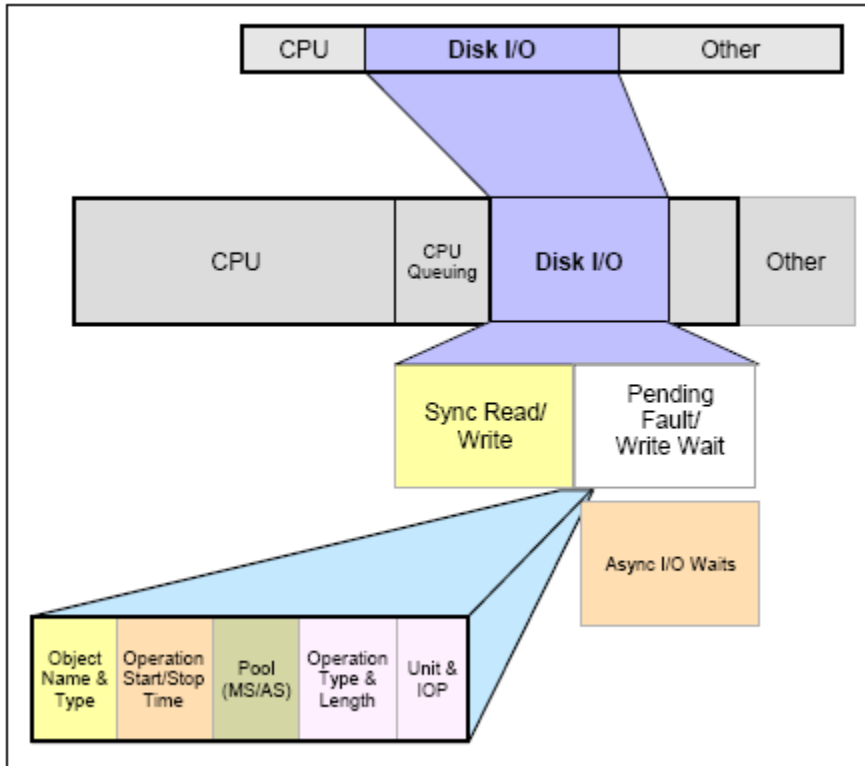 CPU
Disk I/O
Other
CPU
CPU
Queuing
Disk I/O
Other
Sync Read/
Write
Pending
Fault/
Write Wait
Async I/O Waits
Object
Name &
Type
Operation
Start/Stop
Time
Pool
(MS/AS)
Operation
Type &
Length
Unit &
IOP